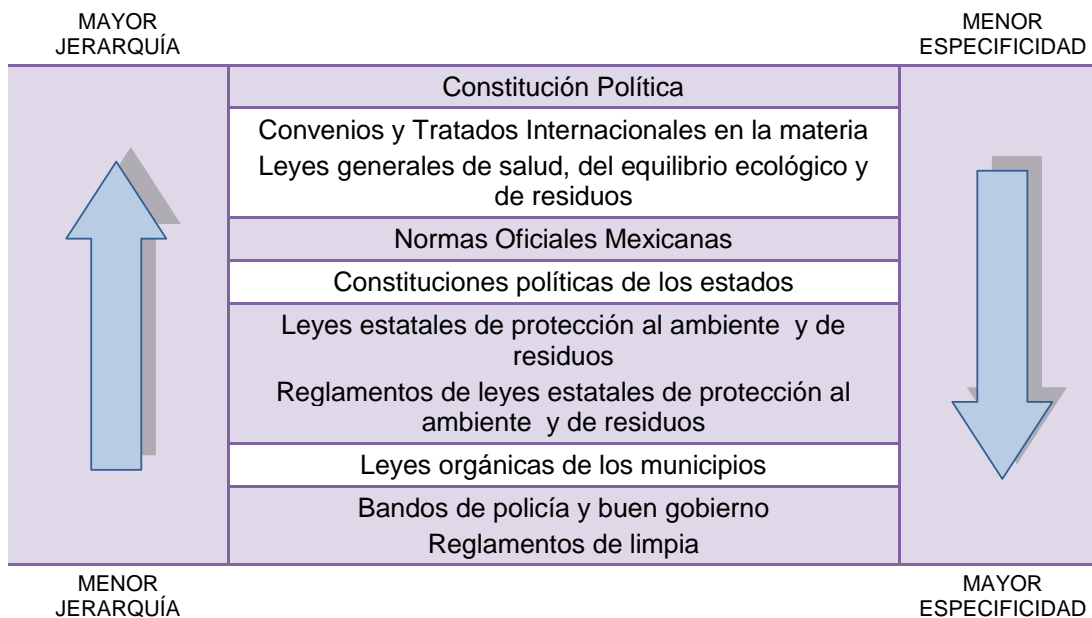 MAYOR
JERARQUÍA
MENOR
ESPECIFICIDAD
Constitución Política
Convenios y Tratados Internacionales en la materia
Leyes generales de salud, del equilibrio ecológico y
de residuos
Normas Oficiales Mexicanas
Constituciones políticas de los estados
Leyes estatales de protección al ambiente y de
residuos
Reglamentos de leyes estatales de protección al
ambiente y de residuos
Leyes orgánicas de los municipios
Bandos de policía y buen gobierno
Reglamentos de limpia
MENOR
JERARQUÍA
MAYOR
ESPECIFICIDAD